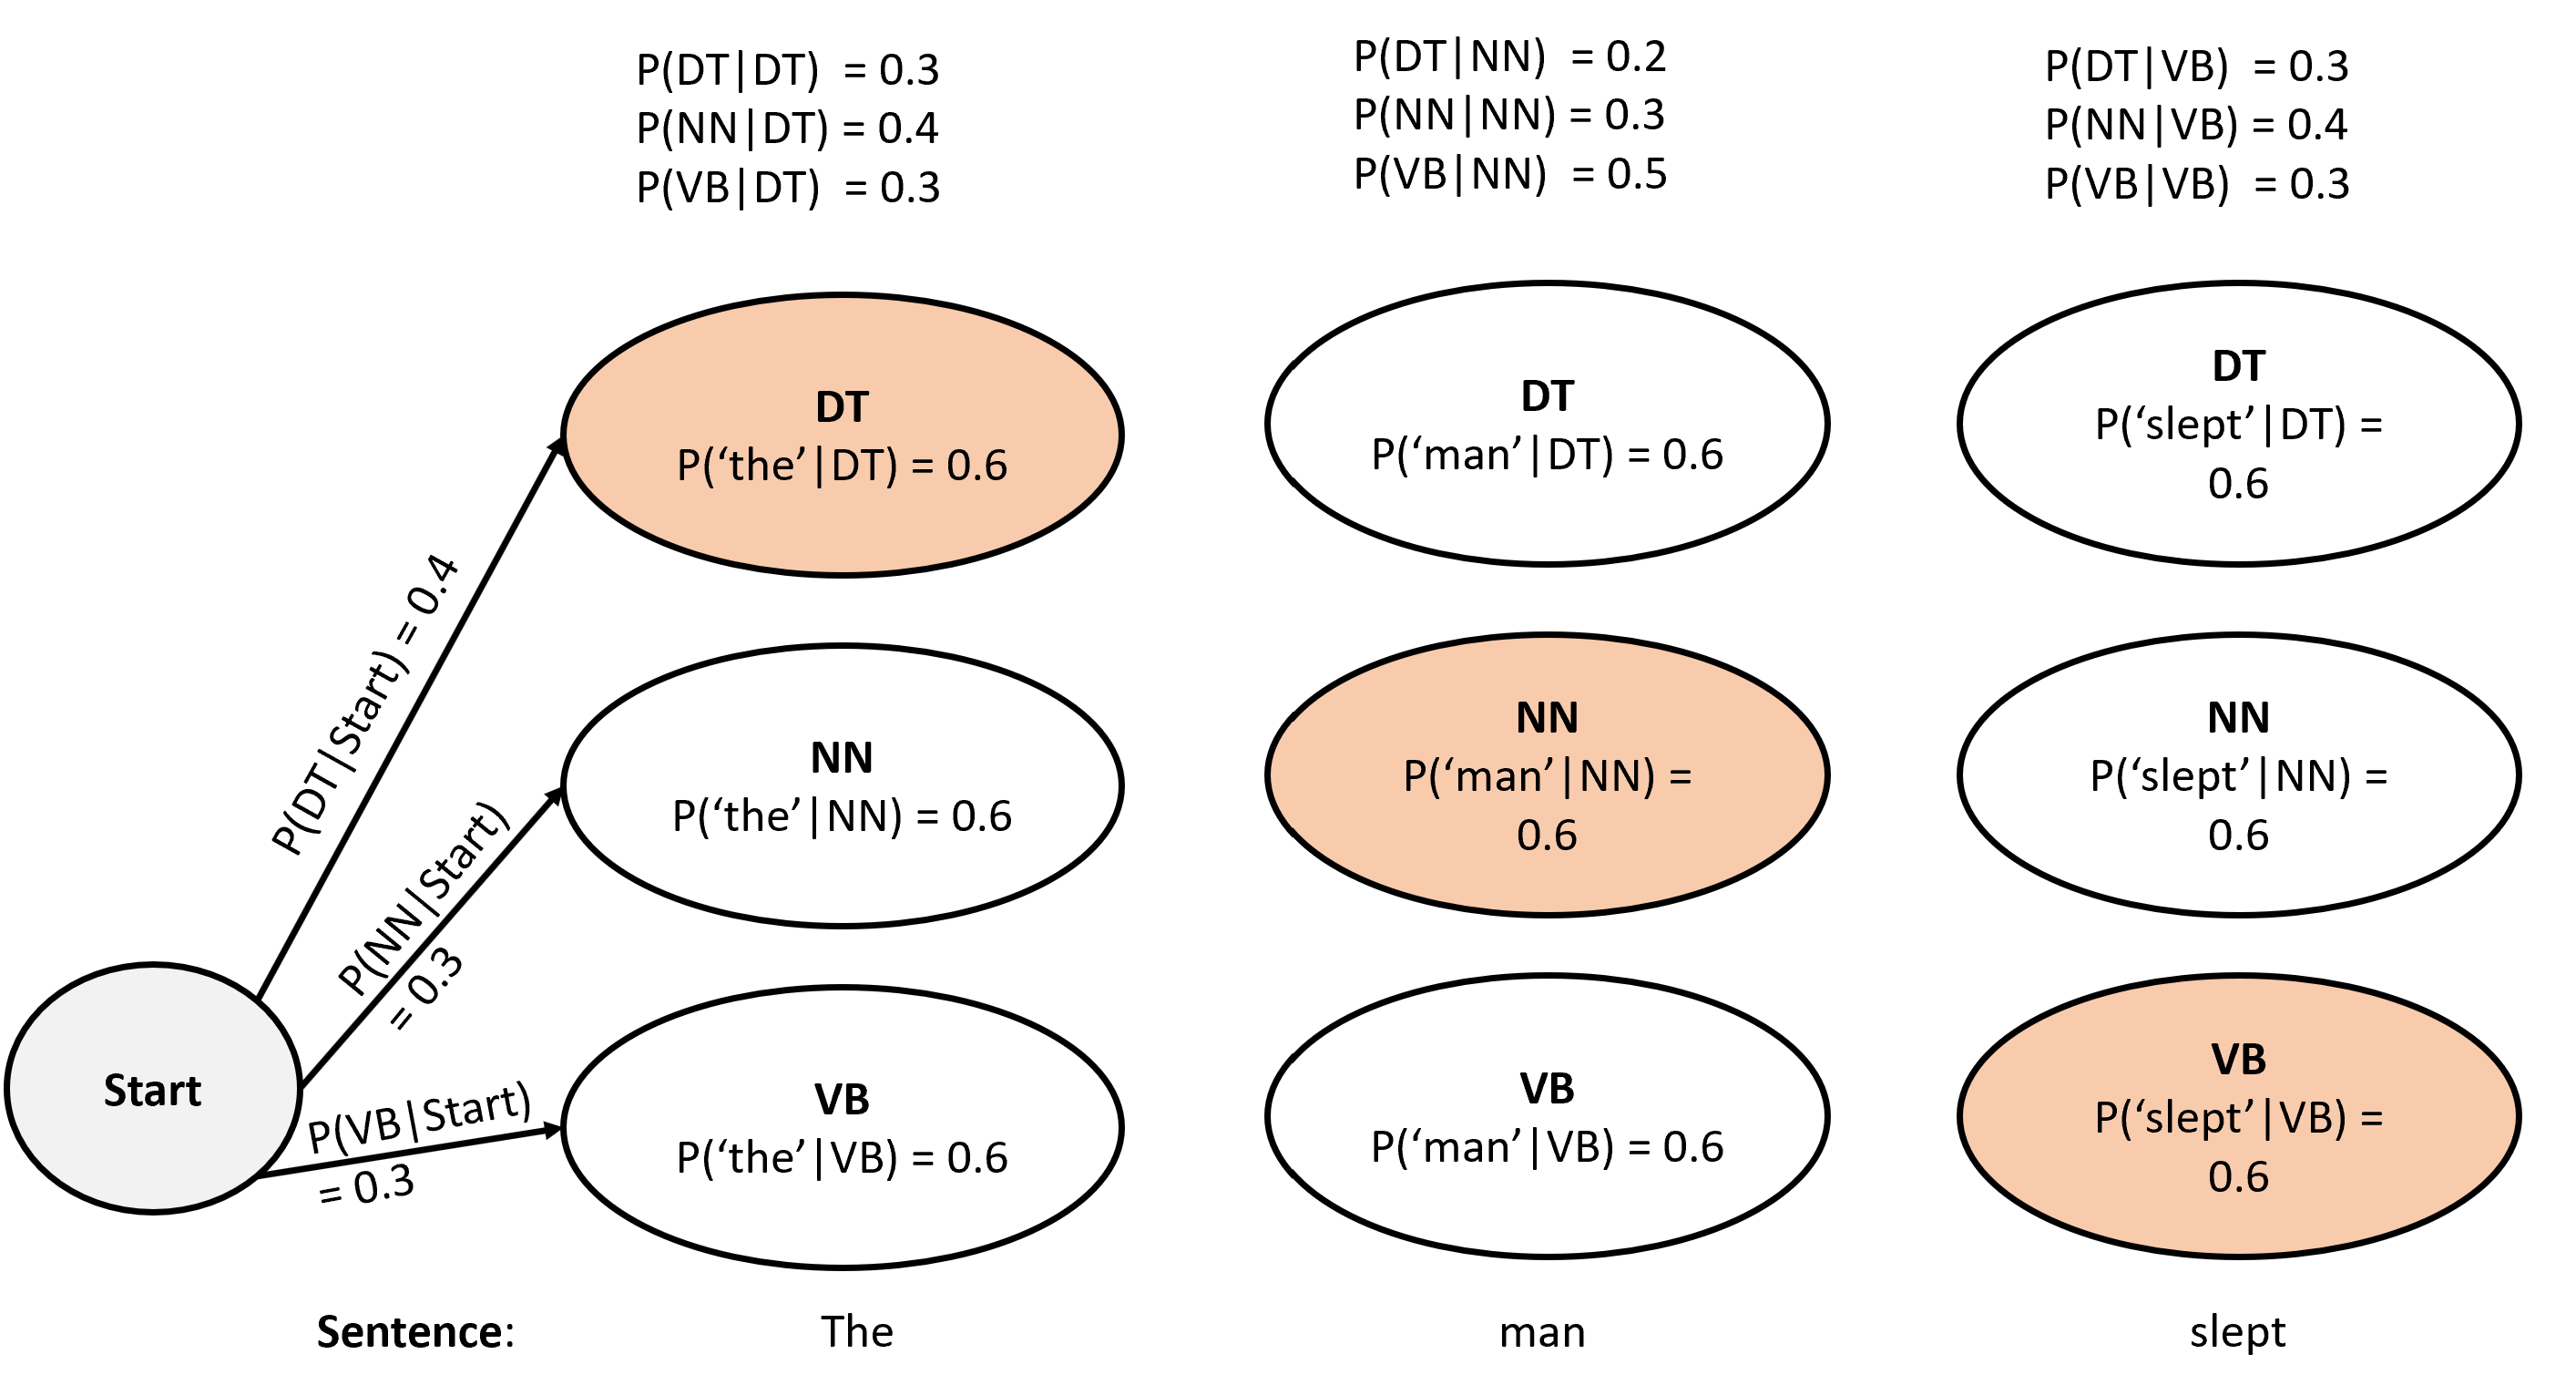 P(DT|DT) = 0.3
P(NN|DT) = 0.4
P(VB|DT) = 0.3
P(DT|NN) = 0.2
P(NN|NN) = 0.3
P(VB|NN) = 0.5
P(DT|VB) = 0.3
P(NN|VB) = 0.4
P(VB|VB) = 0.3
Start
P(DT|Start) = 0.4
P(NN|Start)
= 0.3
P(VB|Start)
= 0.3
DT
P(‘the’|DT) = 0.6
NN
P(‘the’|NN) = 0.6
VB
P(‘the’|VB) = 0.6
DT
P(‘man’|DT) = 0.6
NN
P(‘man’|NN) =
0.6
VB
P(‘man’|VB) = 0.6
DT
P(‘slept’|DT) =
0.6
NN
P(‘slept’|NN) =
0.6
VB
P(‘slept’|VB) =
0.6
Sentence: The man slept